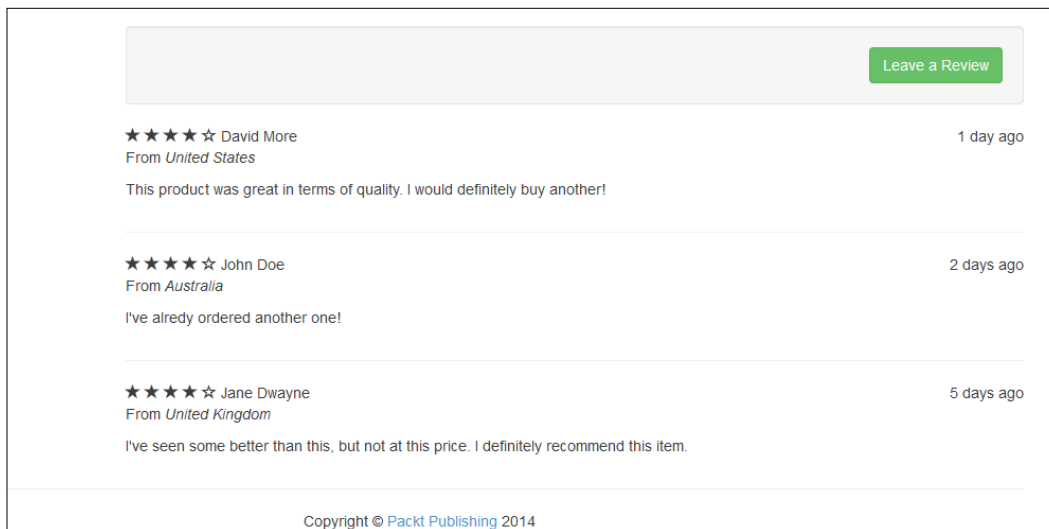 Leave a Review
★★★★☆ David More 1 day ago
From United States
This product was great in terms of quality. I would definitely buy another!
★★★★☆ John Doe 2 days ago
From Australia
I've alredy ordered another one!
★★★★☆ Jane Dwayne 5 days ago
From United Kingdom
I've seen some better than this, but not at this price. I definitely recommend this item.
Copyright © Packt Publishing 2014